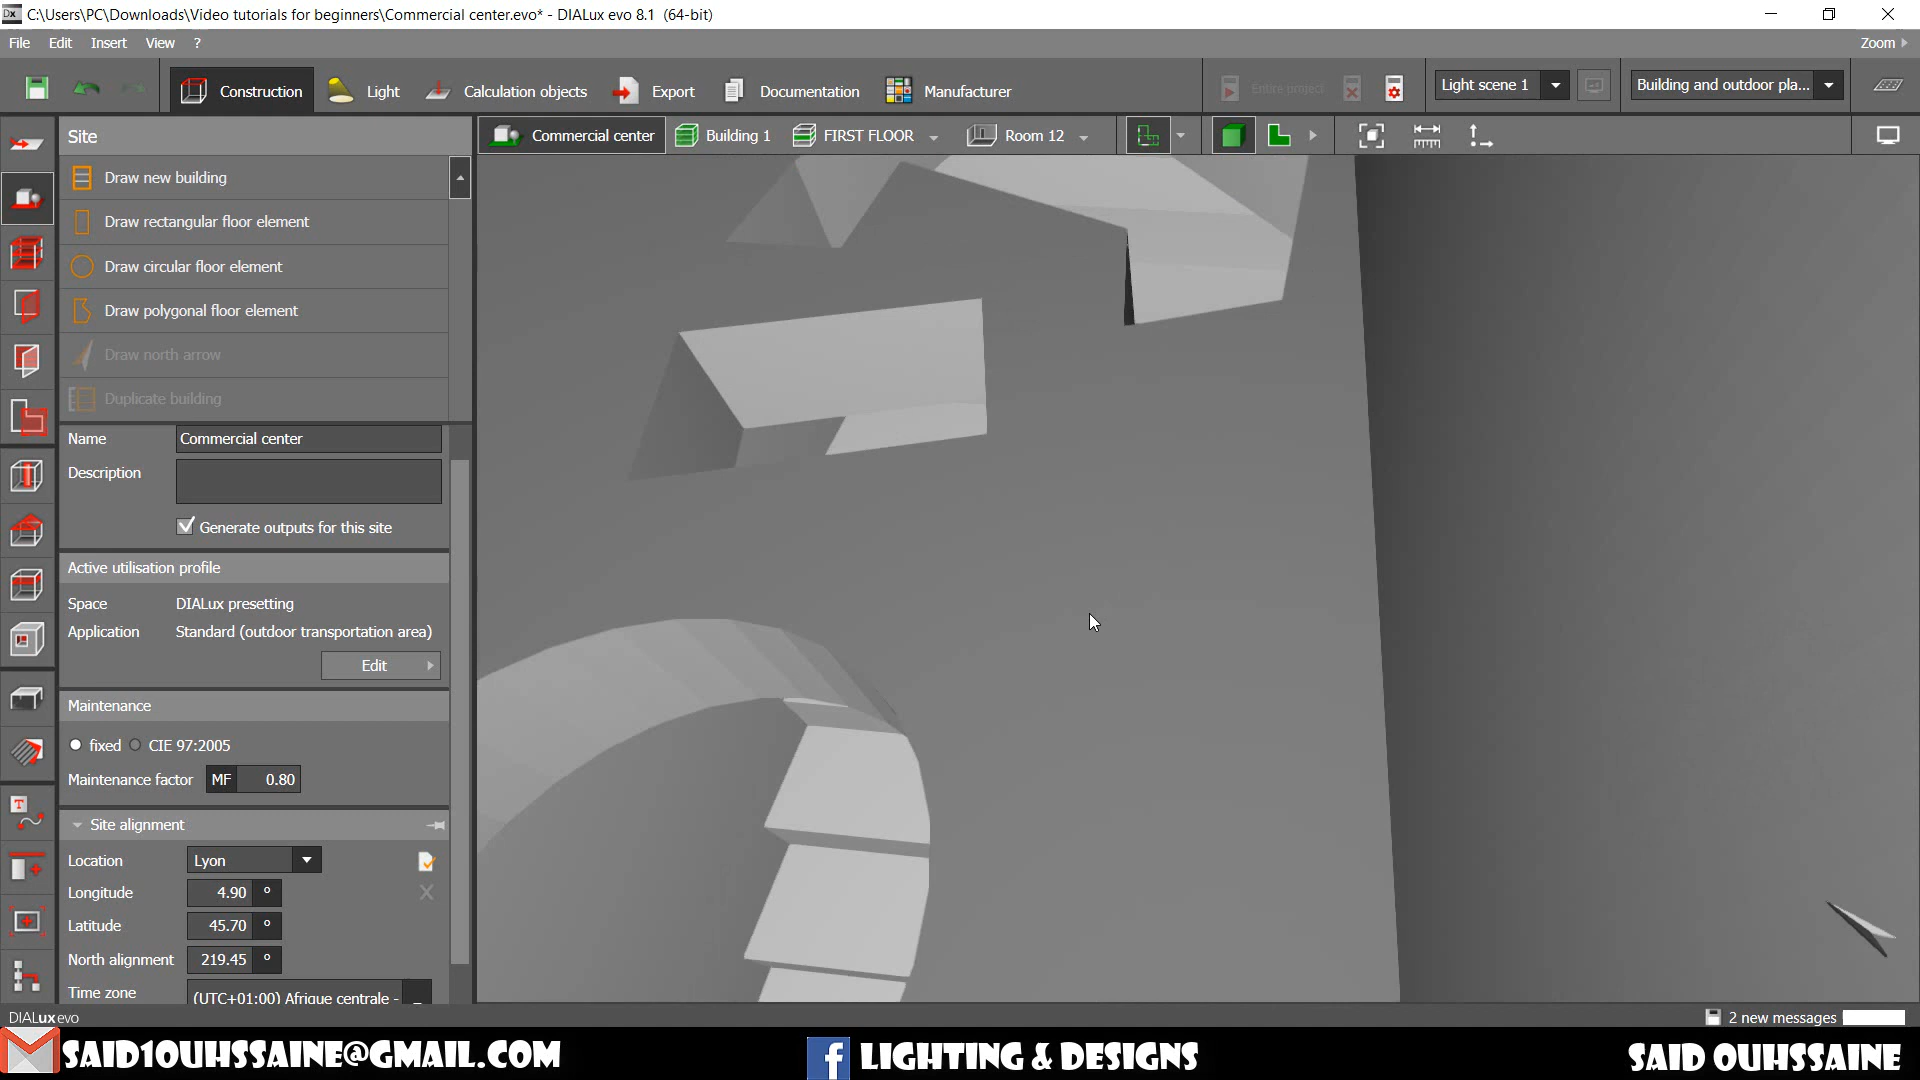 C:\Users\PC\Downloads\Video tutorials for beginners\Commercial center.evo* - DIALux evo 8.1 (64-bit)
File Edit Insert View ? Zoom
Construction Light Calculation objects Export Documentation Manufacturer Entire project Light scene 1 Building and outdoor pla...
Site
Commercial center Building 1 FIRST FLOOR Room 12
Draw new building
Draw rectangular floor element
Draw circular floor element
Draw polygonal floor element
Draw north arrow
Duplicate building
Name Commercial center
Description
Generate outputs for this site
Active utilisation profile
Space DIALux presetting
Application Standard (outdoor transportation area)
Edit
Maintenance
fixed CIE 97:2005
Maintenance factor MF 0.80
Site alignment
Location Lyon
Longitude 4.90 °
Latitude 45.70 °
North alignment 219.45 °
Time zone (UTC+01:00) Afrique centrale -
DIALux evo 2 new messages
SAID1OUHSSAINE@GMAIL.COM LIGHTING & DESIGNS SAID OUHSSAINE